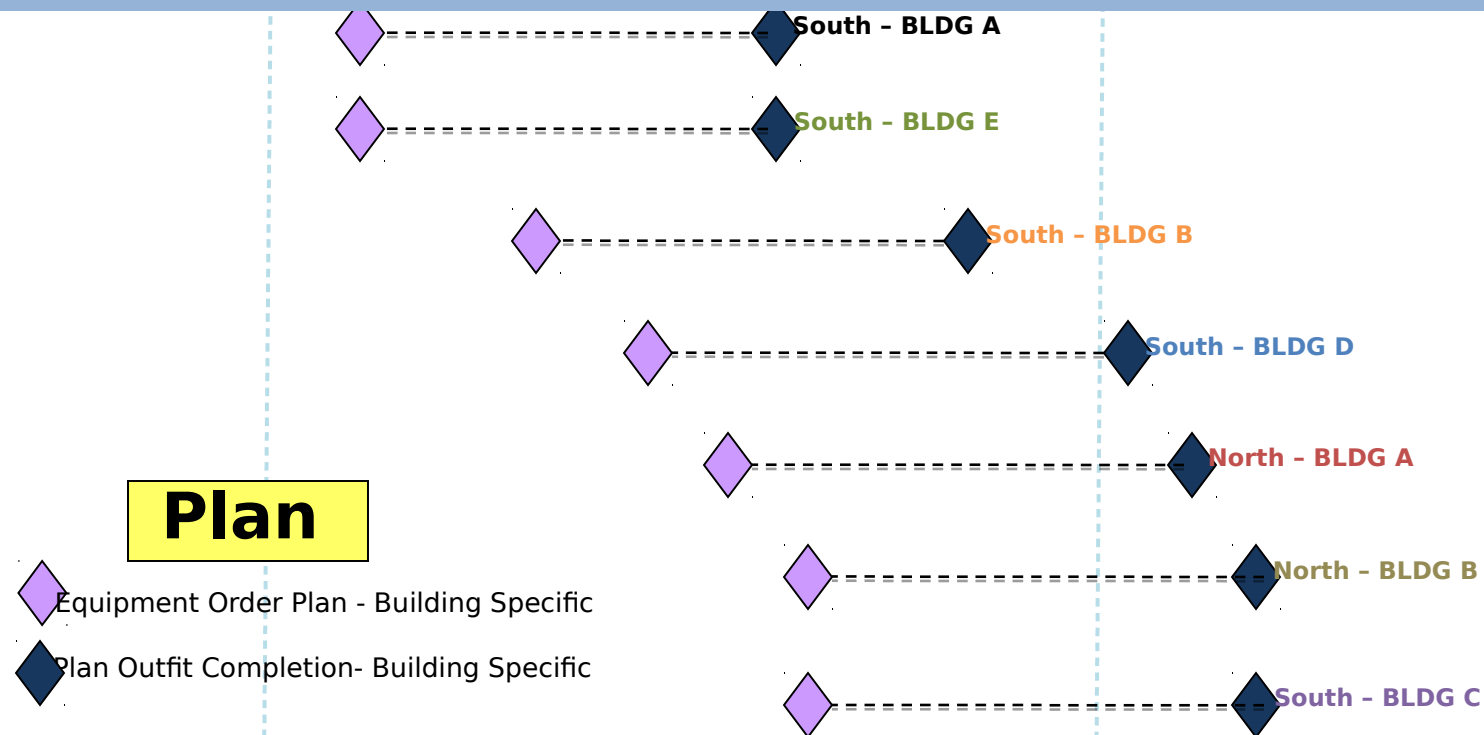 South – BLDG A
South – BLDG E
South – BLDG B
South – BLDG D
North – BLDG A
Plan
North – BLDG B
Equipment Order Plan - Building Specific
Plan Outfit Completion- Building Specific
South – BLDG C